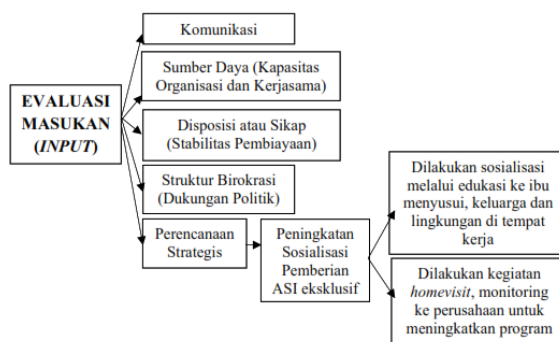 Komunikasi
Sumber Daya (Kapasitas
Organisasi dan Kerjasama)
EVALUASI
MASUKAN
(INPUT)
Disposisi atau Sikap
(Stabilitas Pembiayaan)
Struktur Birokrasi
(Dukungan Politik)
Perencanaan
Strategis
Peningkatan
Sosialisasi
Pemberian
ASI eksklusif
Dilakukan sosialisasi
melalui edukasi ke ibu
menyusui, keluarga dan
lingkungan di tempat
kerja
Dilakukan kegiatan
homevisit, monitoring
ke perusahaan untuk
meningkatkan program